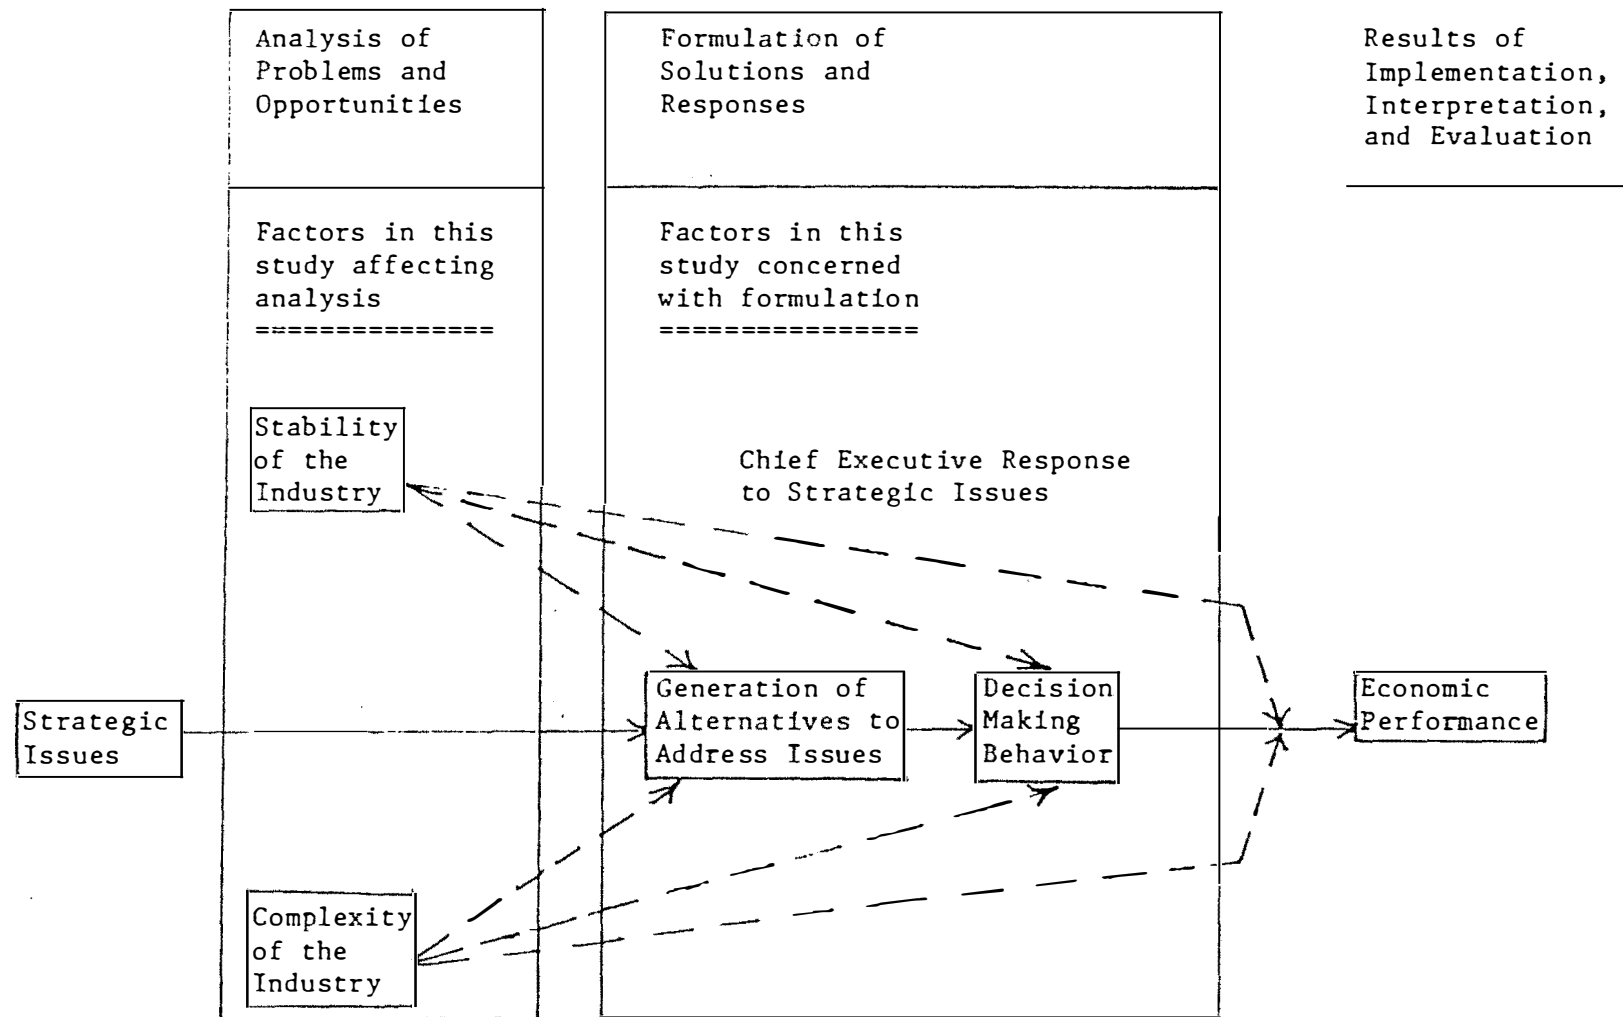 Analysis of
Problems and
Opportunities
Formulation of
Solutions and
Responses
Results of
Implementation,
Interpretation,
and Evaluation
Factors in this
study affecting
analysis
===============
Factors in this
study concerned
with formulation
================
Stability
of the
Industry
Chief Executive Response
to Strategic Issues
Strategic
Issues
Generation of
Alternatives to
Address Issues
Decision
Making
Behavior
Economic
Performance
Complexity
of the
Industry